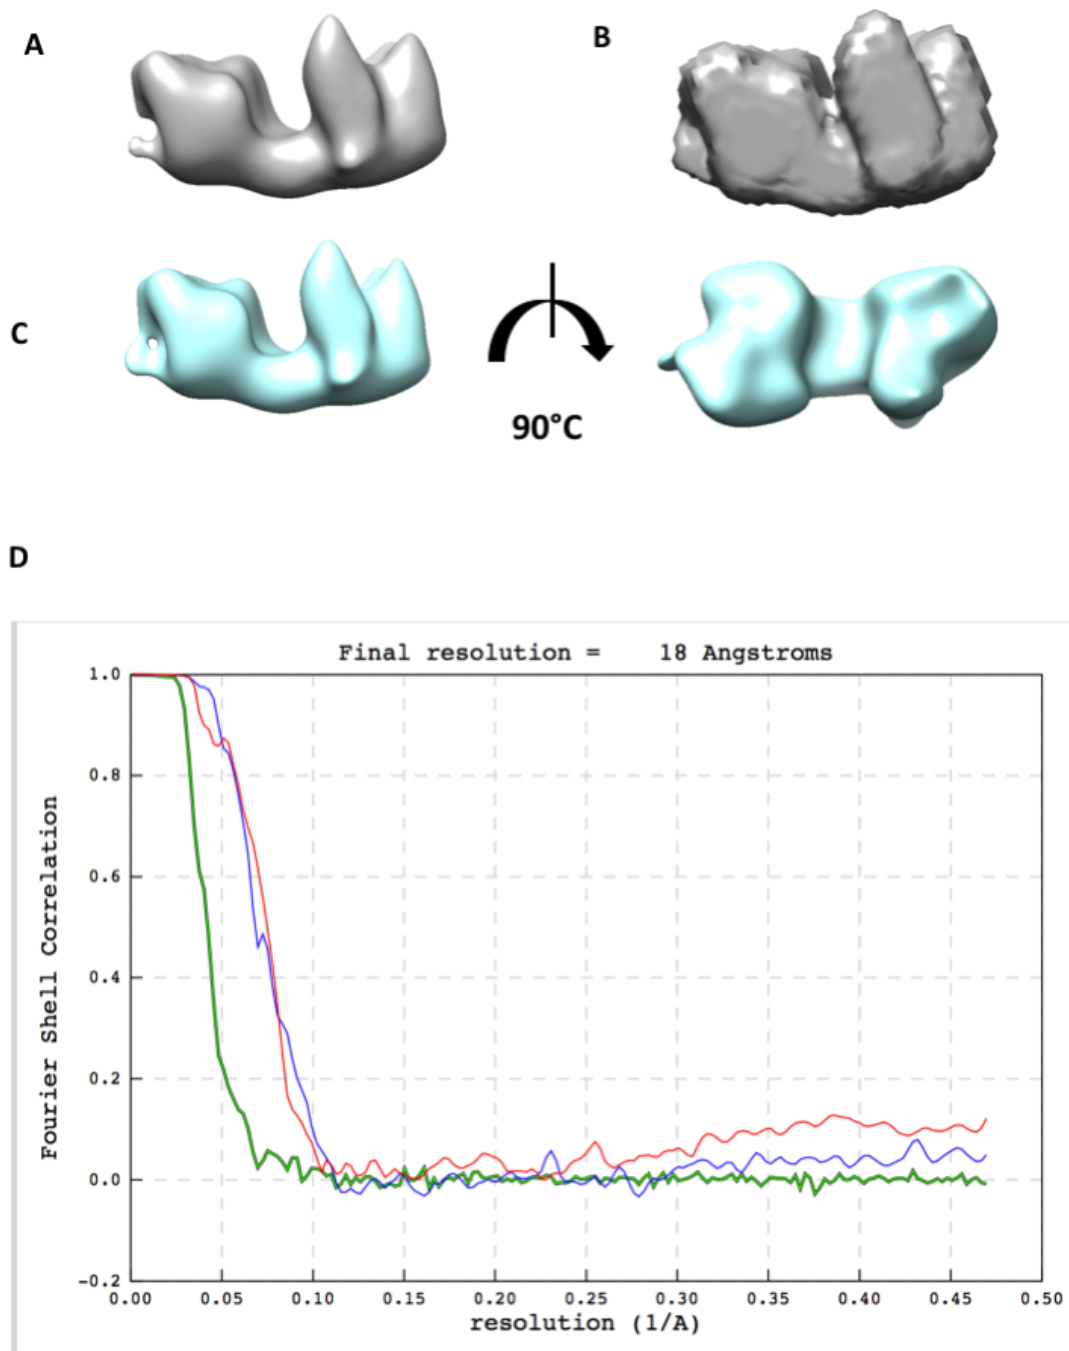 A
B
C
90°C
D
Final resolution = 18 Angstroms
1.0
0.8
0.6
0.4
0.2
0.0
-0.2
Fourier Shell Correlation
0.00 0.05 0.10 0.15 0.20 0.25 0.30 0.35 0.40 0.45 0.50
resolution (1/A)